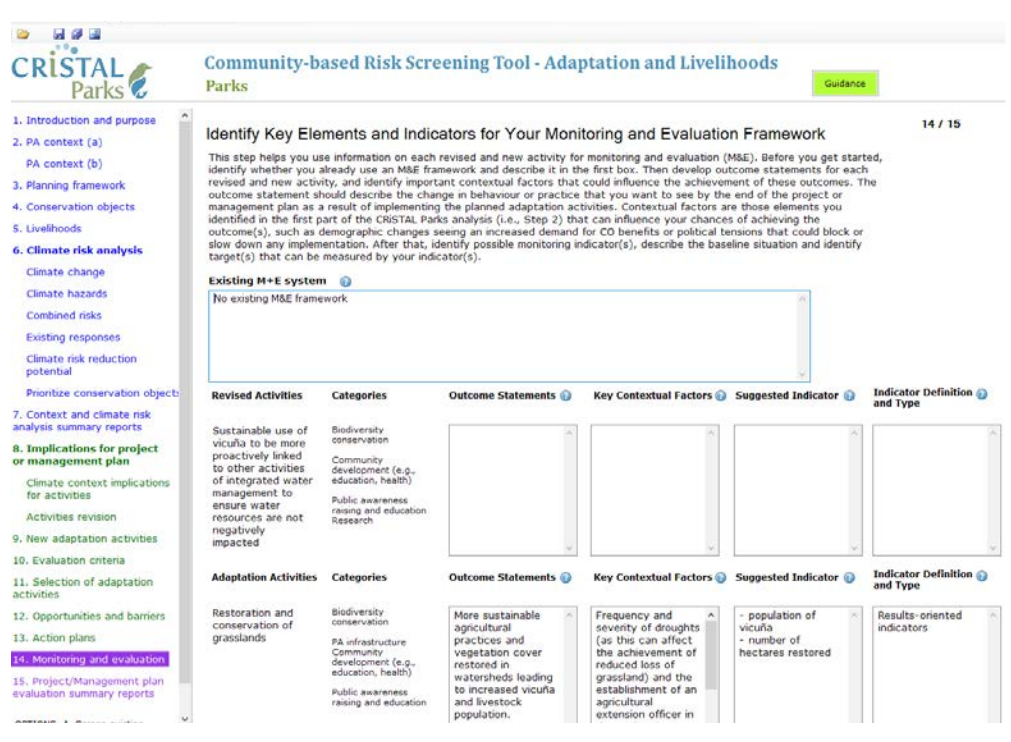 CRiSTAL
Parks
Community-based Risk Screening Tool - Adaptation and Livelihoods
Parks
Guidance
1. Introduction and purpose
2. PA context (a)
PA context (b)
3. Planning framework
4. Conservation objects
5. Livelihoods
6. Climate risk analysis
Climate change
Climate hazards
Combined risks
Existing responses
Climate risk reduction
potential
Prioritize conservation objects
7. Context and climate risk
analysis summary reports
8. Implications for project
or management plan
Climate context implications
for activities
Activities revision
9. New adaptation activities
10. Evaluation criteria
11. Selection of adaptation
activities
12. Opportunities and barriers
13. Action plans
14. Monitoring and evaluation
15. Project/Management plan
evaluation summary reports
14 / 15
Identify Key Elements and Indicators for Your Monitoring and Evaluation Framework
This step helps you use information on each revised and new activity for monitoring and evaluation (M&E). Before you get started,
identify whether you already use an M&E framework and describe it in the first box. Then develop outcome statements for each
revised and new activity, and identify important contextual factors that could influence the achievement of these outcomes. The
outcome statement should describe the change in behaviour or practice that you want to see by the end of the project or
management plan as a result of implementing the planned adaptation activities. Contextual factors are those elements you
identified in the first part of the CRiSTAL Parks analysis (i.e., Step 2) that can influence your chances of achieving the
outcome(s), such as demographic changes seeing an increased demand for CO benefits or political tensions that could block or
slow down any implementation. After that, identify possible monitoring indicator(s), describe the baseline situation and identify
target(s) that can be measured by your indicator(s).
Existing M+E system
No existing M&E framework
Revised Activities Categories Outcome Statements Key Contextual Factors Suggested Indicator Indicator Definition
and Type
Sustainable use of
vicuña to be more
proactively linked
to other activities
of integrated water
management to
ensure water
resources are not
negatively
impacted
Biodiversity
conservation
Community
development (e.g.,
education, health)
Public awareness
raising and education
Research
Adaptation Activities Categories Outcome Statements Key Contextual Factors Suggested Indicator Indicator Definition
and Type
Restoration and
conservation of
grasslands
Biodiversity
conservation
PA infrastructure
Community
development (e.g.,
education, health)
Public awareness
raising and education
More sustainable
agricultural
practices and
vegetation cover
restored in
watersheds leading
to increased vicuña
and livestock
population.
Frequency and
severity of droughts
(as this can affect
the achievement of
reduced loss of
grassland) and the
establishment of an
agricultural
extension officer in
- population of
vicuña
- number of
hectares restored
Results-oriented
indicators